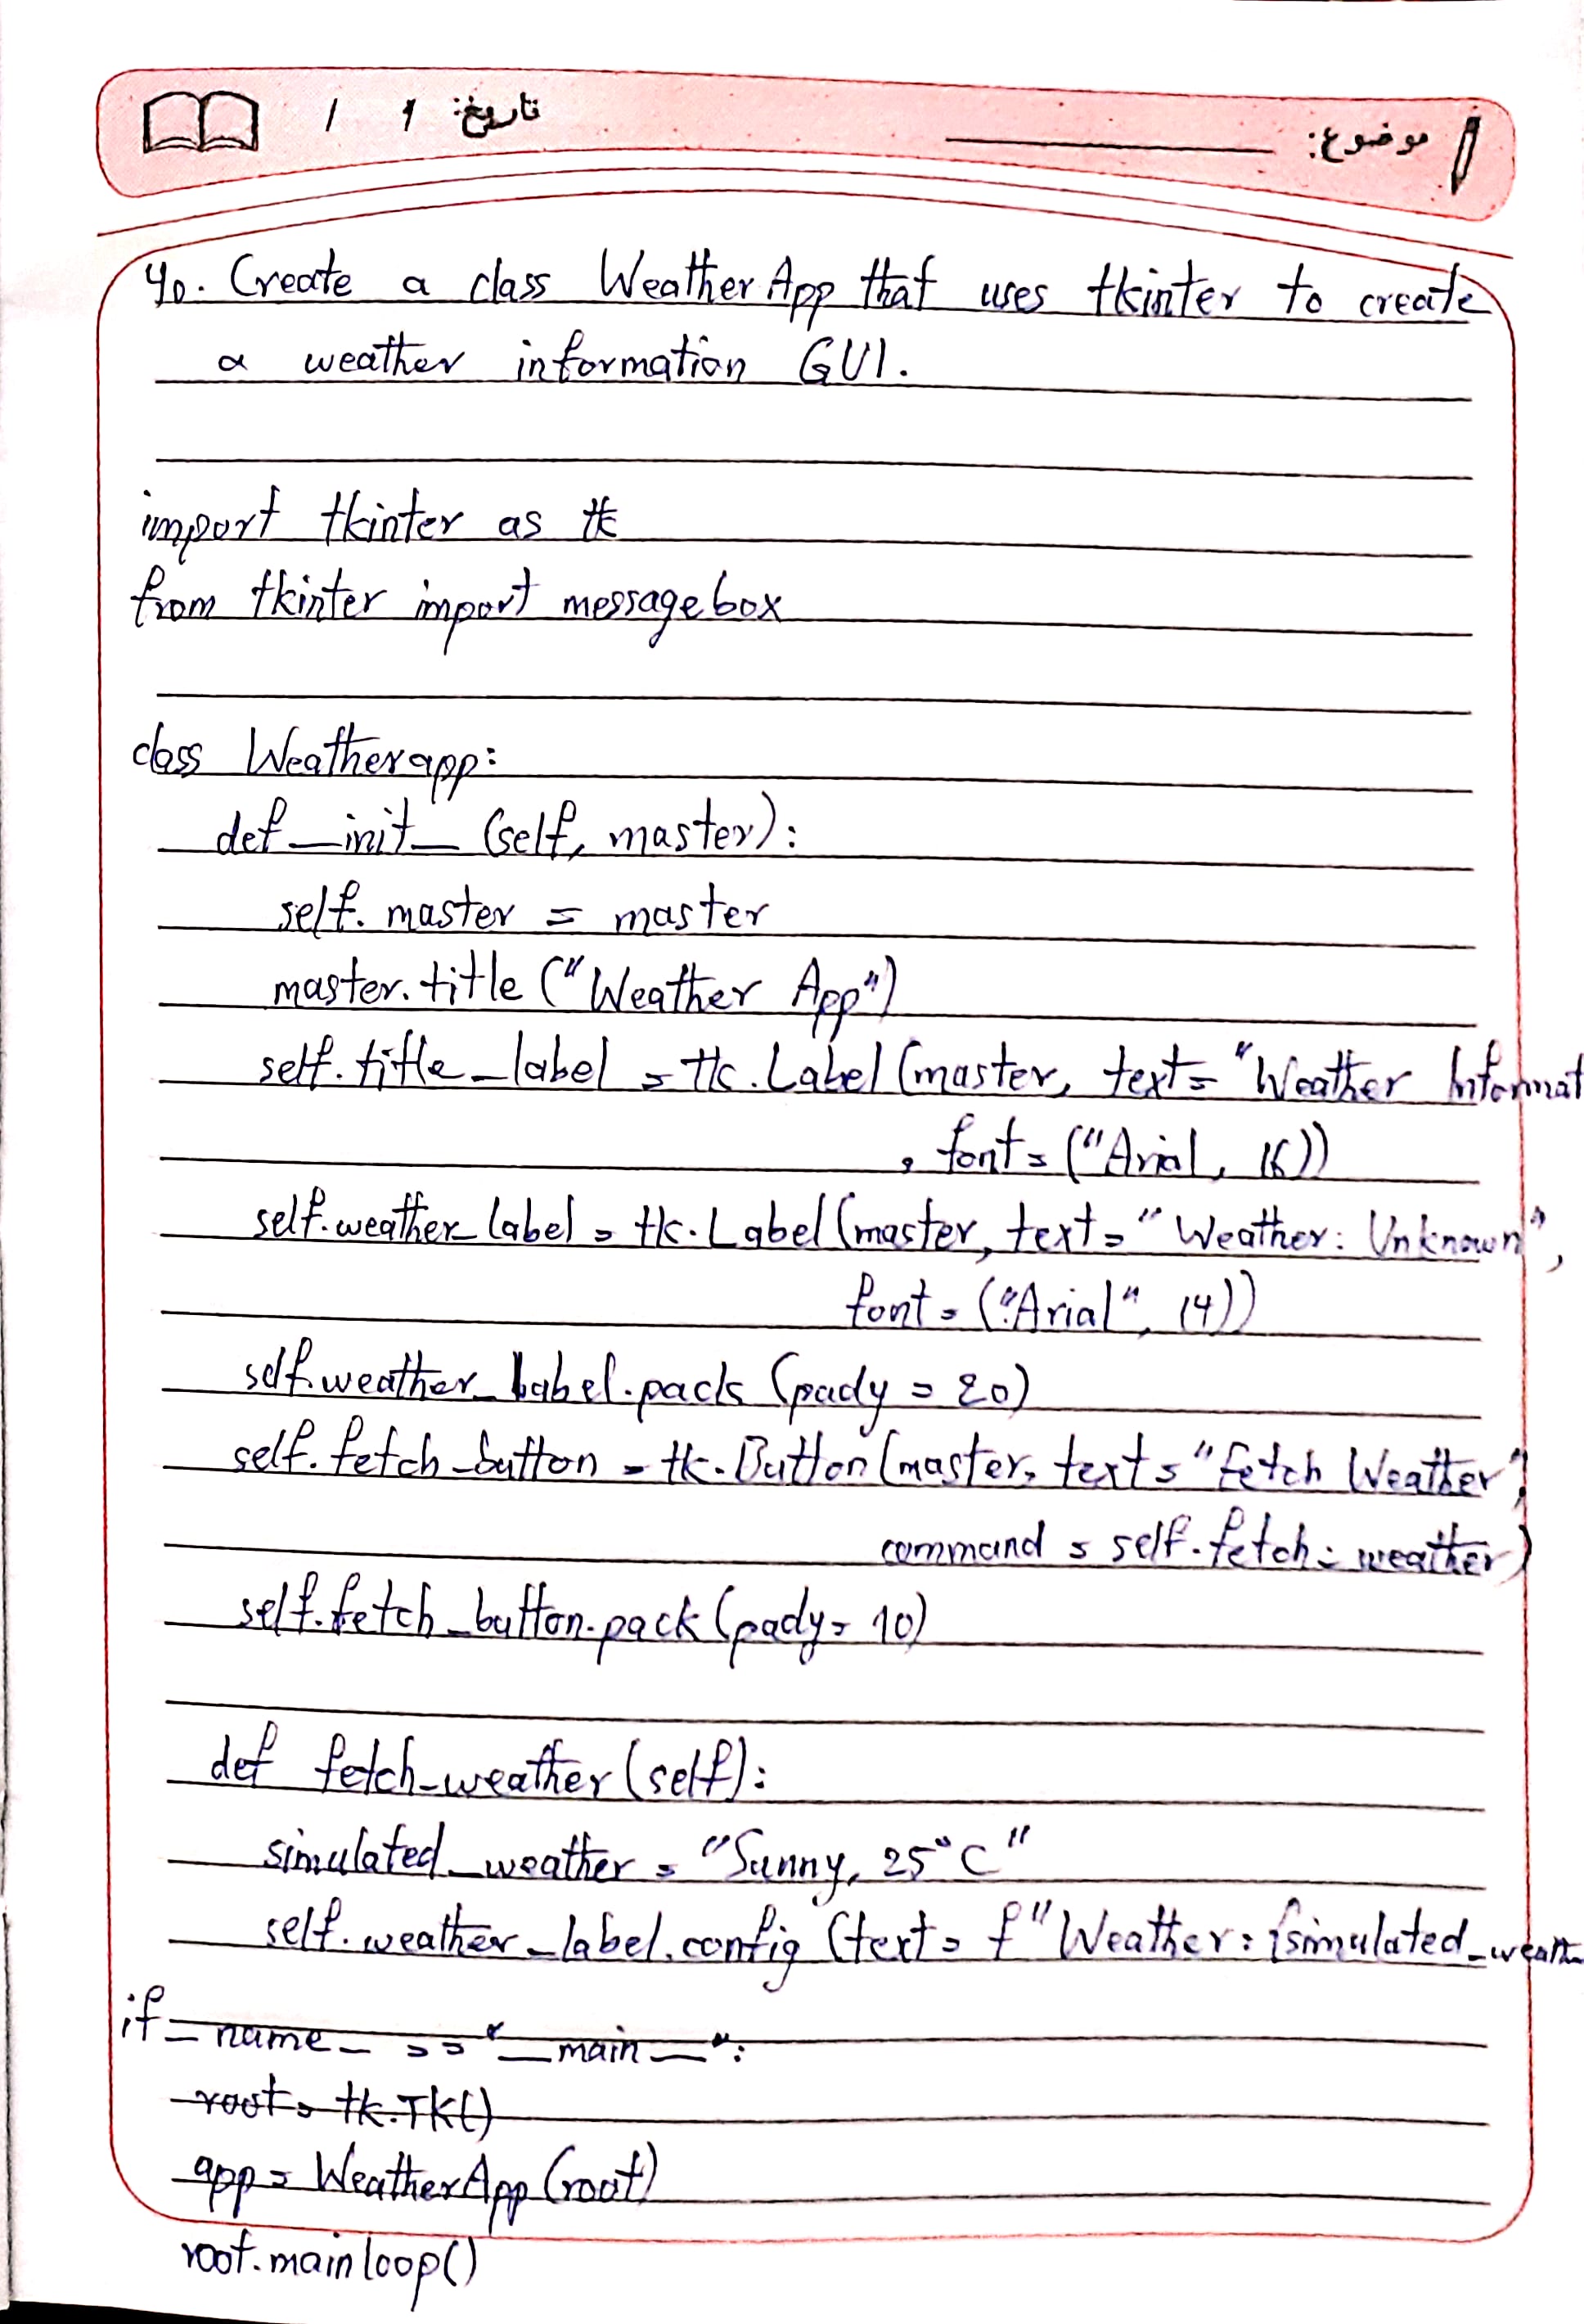 موضوع:
تاریخ: / /
40. Create a class WeatherApp that uses tkinter to create
a weather information GUI.
import tkinter as tk
from tkinter import messagebox
class Weatherapp:
def __init__ (self, master):
self.master = master
master.title ("Weather App")
self.title_label = tk.Label (master, text = "Weather Informat
, font = ("Arial, 16))
self.weather_label = tk.Label (master, text = "Weather: Unknown",
font = ("Arial", 14))
self.weather_label.pack (pady = 20)
self.fetch_button = tk.Button (master, text = "Fetch Weather",
command = self.fetch_weather)
self.fetch_button.pack (pady = 10)
def fetch_weather (self):
simulated_weather = "Sunny, 25°C"
self.weather_label.config (text = f"Weather: {simulated_weath
if _name_ == "__main__":
root = tk.Tk()
app = WeatherApp (root)
root.mainloop()